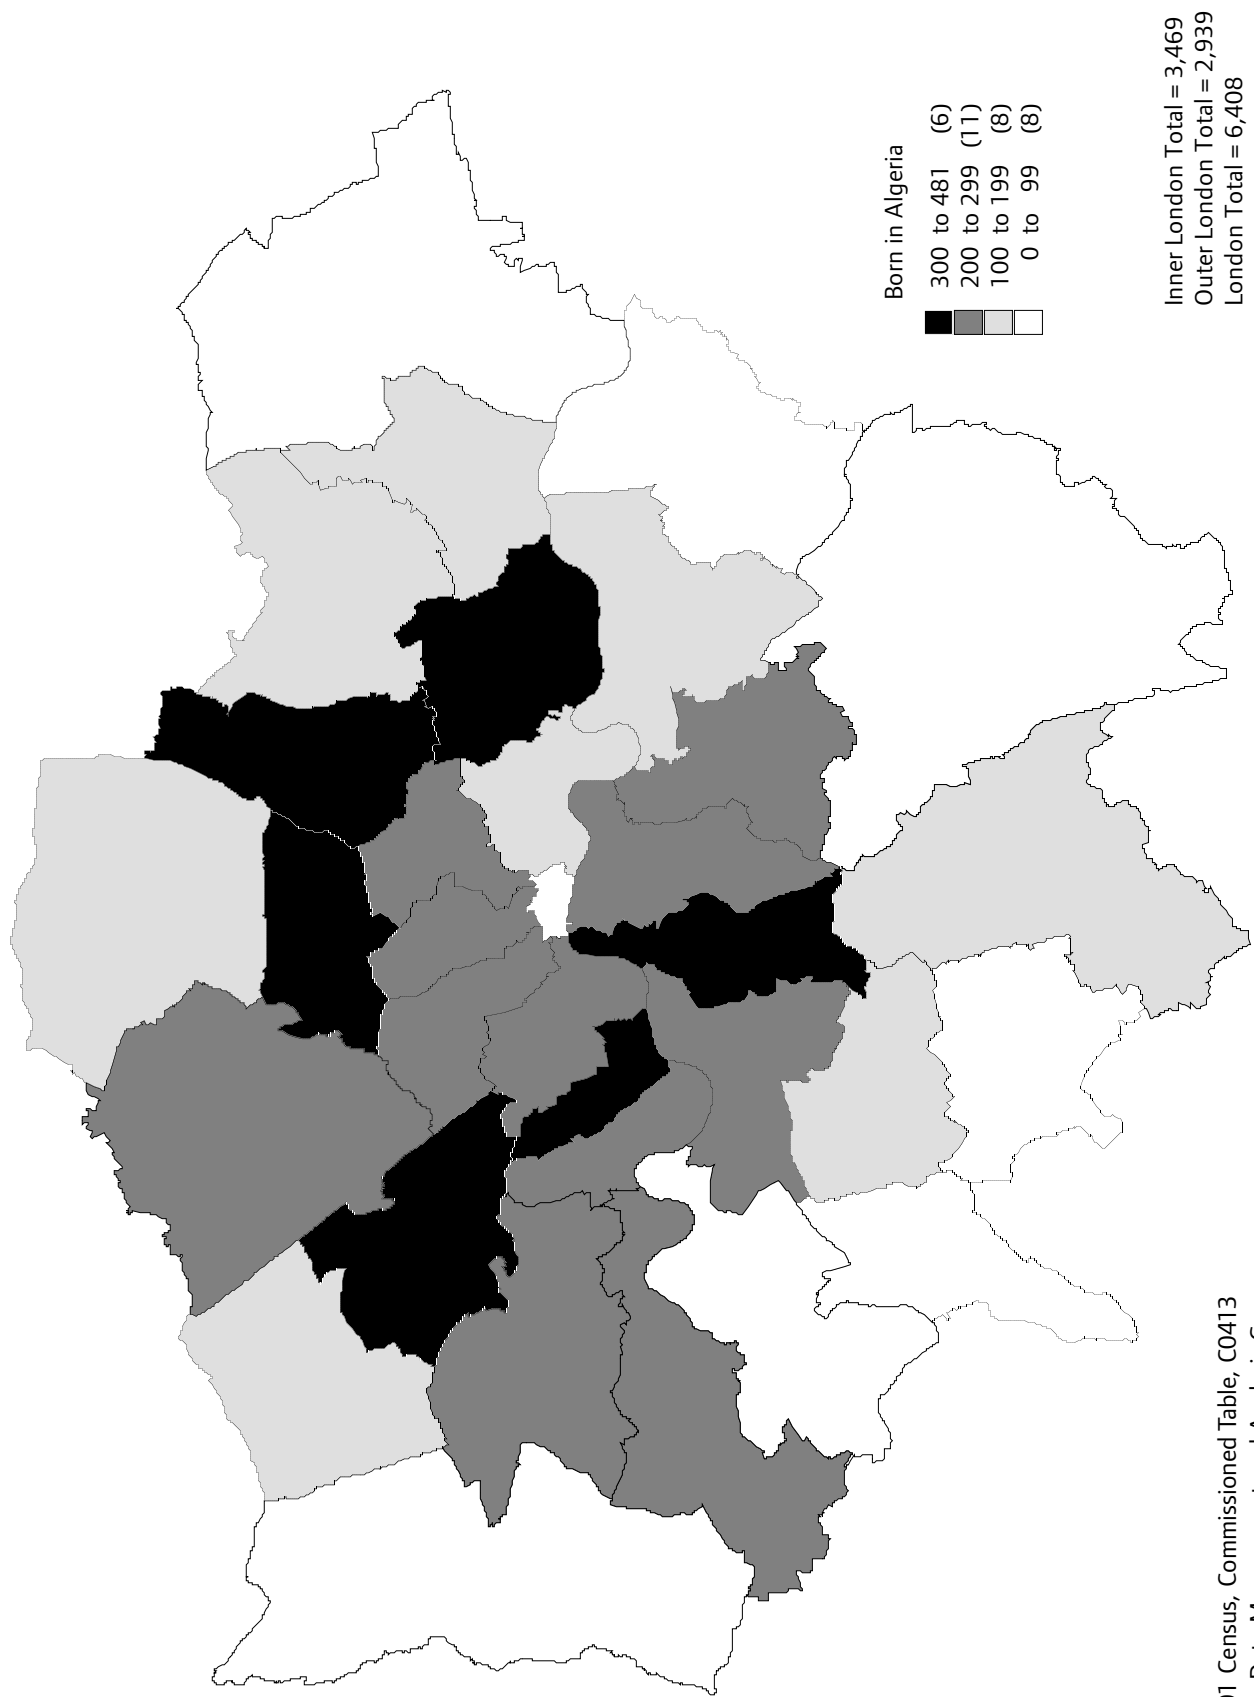 Born in Algeria
300 to 481 (6)
200 to 299 (11)
100 to 199 (8)
0 to 99 (8)
Inner London Total = 3,469
Outer London Total = 2,939
London Total = 6,408
Census, Commissioned Table, C0413